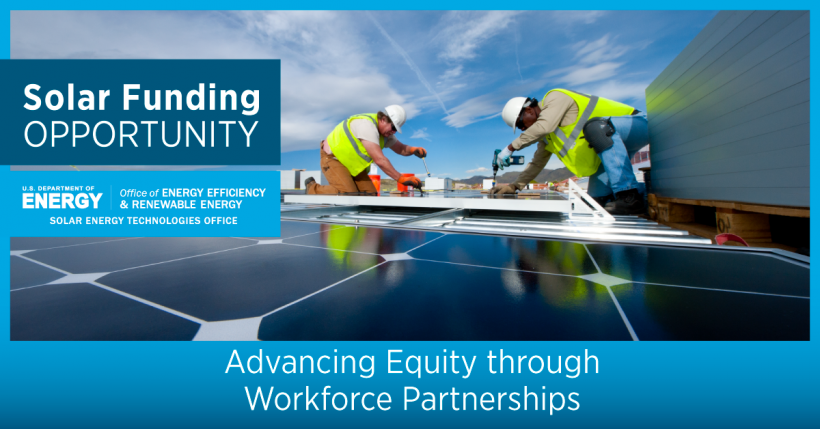 Solar Funding
OPPORTUNITY
U.S. DEPARTMENT OF
ENERGY
Office of ENERGY EFFICIENCY
& RENEWABLE ENERGY
SOLAR ENERGY TECHNOLOGIES OFFICE
Advancing Equity through
Workforce Partnerships